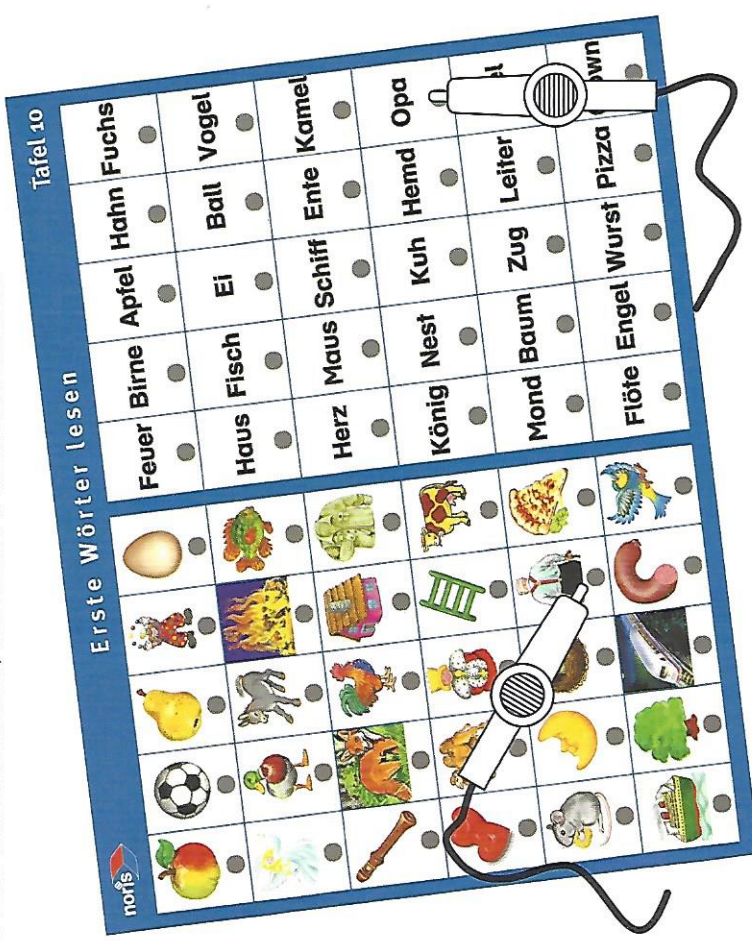 noris
Erste Wörter lesen
Tafel 10
Feuer Birne Apfel Hahn Fuchs
Haus Fisch Ei Ball Vogel
Herz Maus Schiff Ente Kamel
König Nest Kuh Hemd Opa
Mond Baum Zug Leiter
Flöte Engel Wurst Pizza